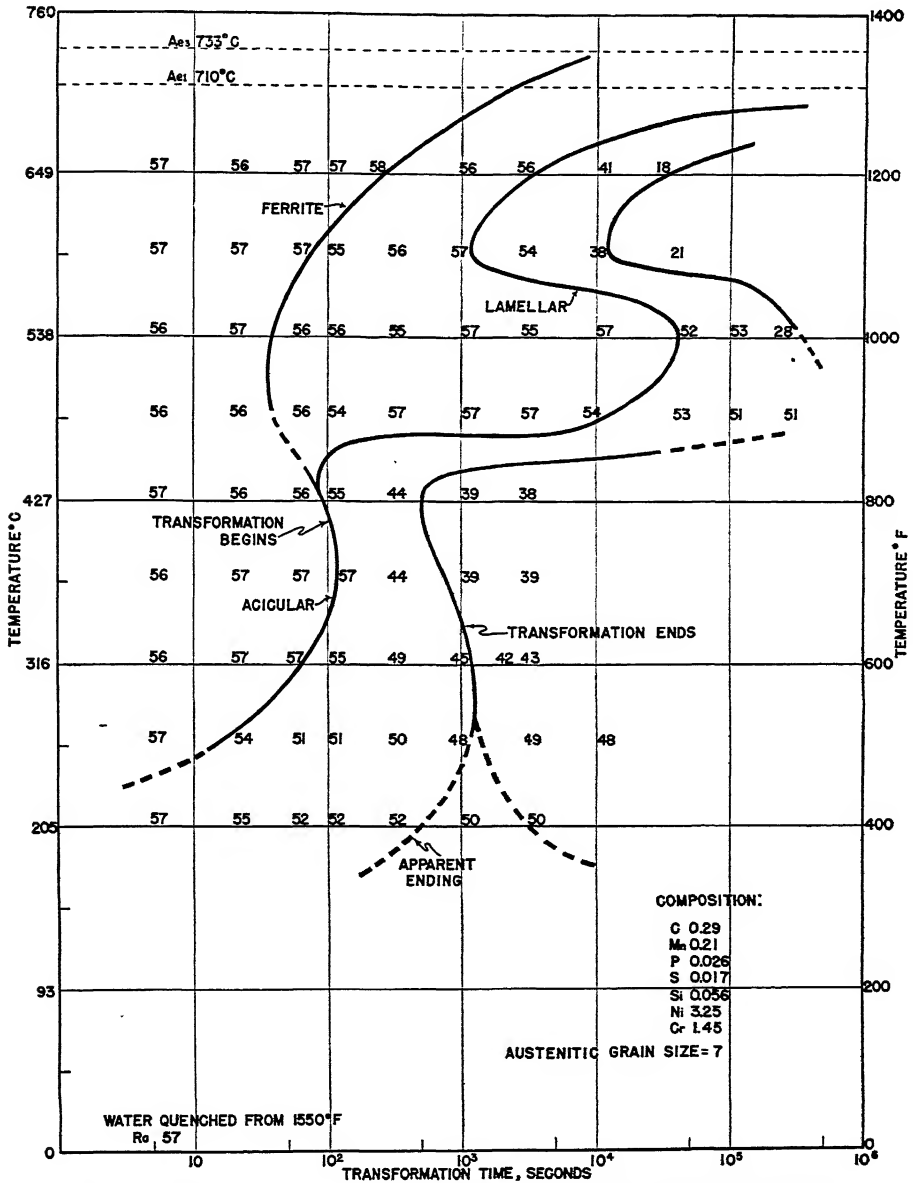 760
1400
Ae3 733°C
Ae1 710°C
57 56 57 57 58 56 56 41 18
649
1200
FERRITE
57 57 57 55 56 57 54 38 21
LAMELLAR
56 57 56 56 55 57 55 57 52 53 28
538
1000
56 56 56 54 57 57 57 54 53 51 51
57 56 56 55 44 39 38
427
800
TRANSFORMATION
BEGINS
56 57 57 57 44 39 39
ACICULAR
TRANSFORMATION ENDS
TEMPERATURE °C
TEMPERATURE ° F
56 57 57 55 49 45 42 43
316
600
57 54 51 51 50 48 49 48
57 55 52 52 52 50 50
205
400
APPARENT
ENDING
COMPOSITION:
C 0.29
Mn 0.21
P 0.026
S 0.017
Si 0.056
Ni 3.25
Cr 1.45
93
200
AUSTENITIC GRAIN SIZE = 7
WATER QUENCHED FROM 1550°F
Rc 57
0
0
10 10² 10³ 10⁴ 10⁵ 10⁶
TRANSFORMATION TIME, SECONDS